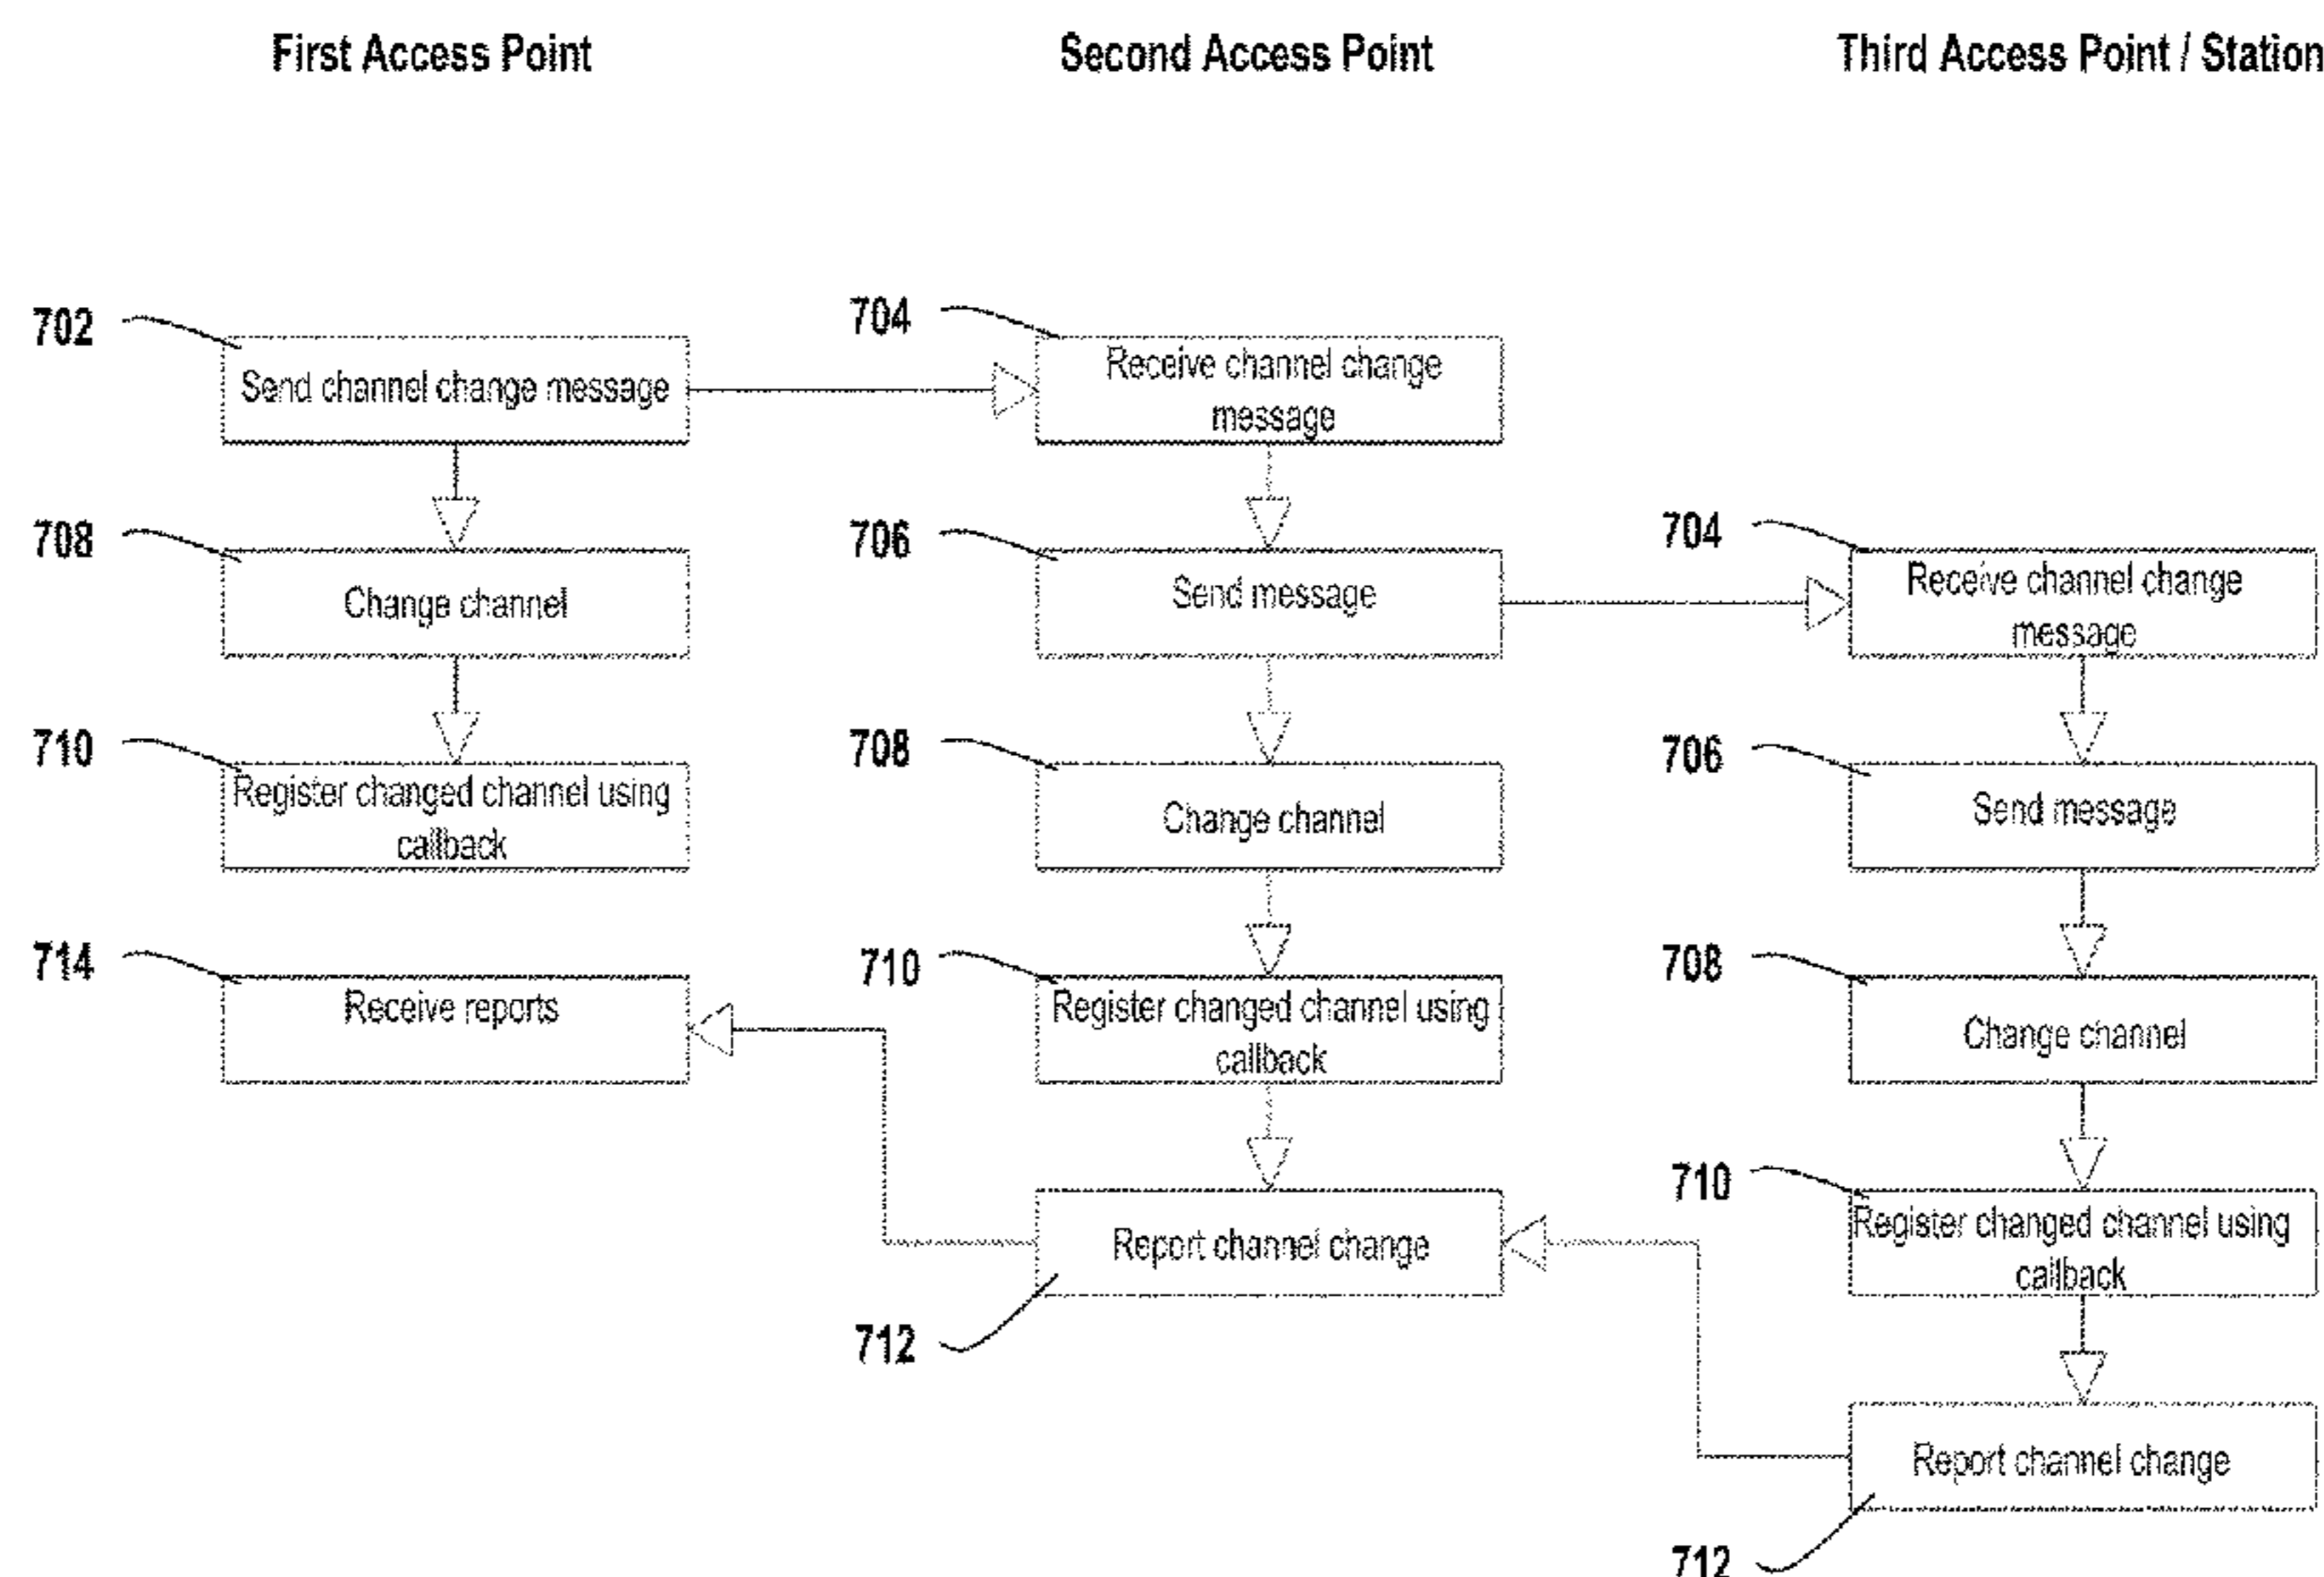 First Access Point
Second Access Point
Third Access Point / Station
702
Send channel change message
704
Receive channel change
message
708
Change channel
706
Send message
704
Receive channel change
message
710
Register changed channel using
callback
708
Change channel
706
Send message
714
Receive reports
710
Register changed channel using
callback
708
Change channel
712
Report channel change
710
Register changed channel using
callback
712
Report channel change